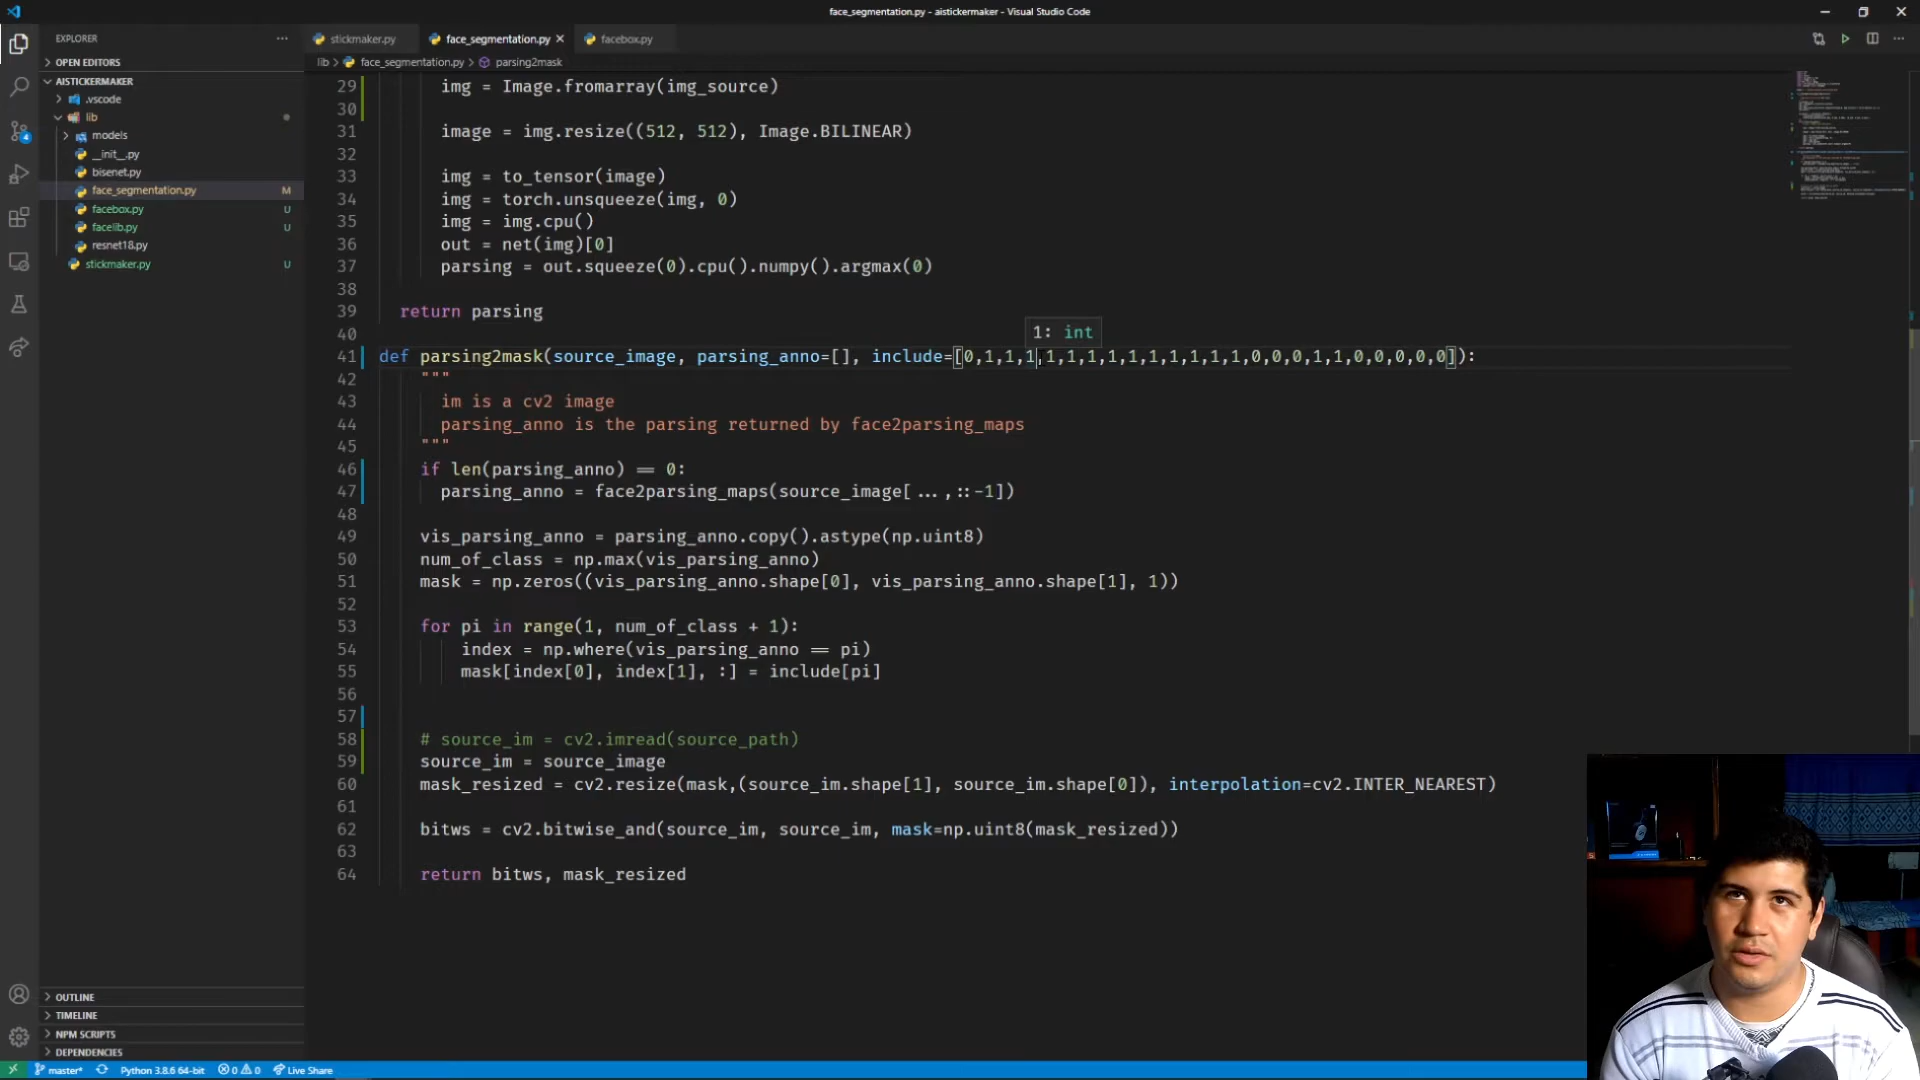 face_segmentation.py - aistickermaker - Visual Studio Code
EXPLORER
stickmaker.py
face_segmentation.py
facebox.py
OPEN EDITORS
lib > face_segmentation.py > parsing2mask
AISTICKERMAKER
.vscode
lib
models
__init__.py
bisenet.py
face_segmentation.py M
facebox.py U
facelib.py U
resnet18.py
stickmaker.py U
4
29 img = Image.fromarray(img_source)
30
31 image = img.resize((512, 512), Image.BILINEAR)
32
33 img = to_tensor(image)
34 img = torch.unsqueeze(img, 0)
35 img = img.cpu()
36 out = net(img)[0]
37 parsing = out.squeeze(0).cpu().numpy().argmax(0)
38
39 return parsing
40
1: int
41 def parsing2mask(source_image, parsing_anno=[], include=[0,1,1,1,1,1,1,1,1,1,1,1,1,1,0,0,0,1,1,0,0,0,0,0]):
42 """
43 im is a cv2 image
44 parsing_anno is the parsing returned by face2parsing_maps
45 """
46 if len(parsing_anno) == 0:
47 parsing_anno = face2parsing_maps(source_image[...,::-1])
48
49 vis_parsing_anno = parsing_anno.copy().astype(np.uint8)
50 num_of_class = np.max(vis_parsing_anno)
51 mask = np.zeros((vis_parsing_anno.shape[0], vis_parsing_anno.shape[1], 1))
52
53 for pi in range(1, num_of_class + 1):
54 index = np.where(vis_parsing_anno == pi)
55 mask[index[0], index[1], :] = include[pi]
56
57
58 # source_im = cv2.imread(source_path)
59 source_im = source_image
60 mask_resized = cv2.resize(mask,(source_im.shape[1], source_im.shape[0]), interpolation=cv2.INTER_NEAREST)
61
62 bitws = cv2.bitwise_and(source_im, source_im, mask=np.uint8(mask_resized))
63
64 return bitws, mask_resized
OUTLINE
TIMELINE
NPM SCRIPTS
DEPENDENCIES
master* Python 3.8.6 64-bit 0 0 Live Share